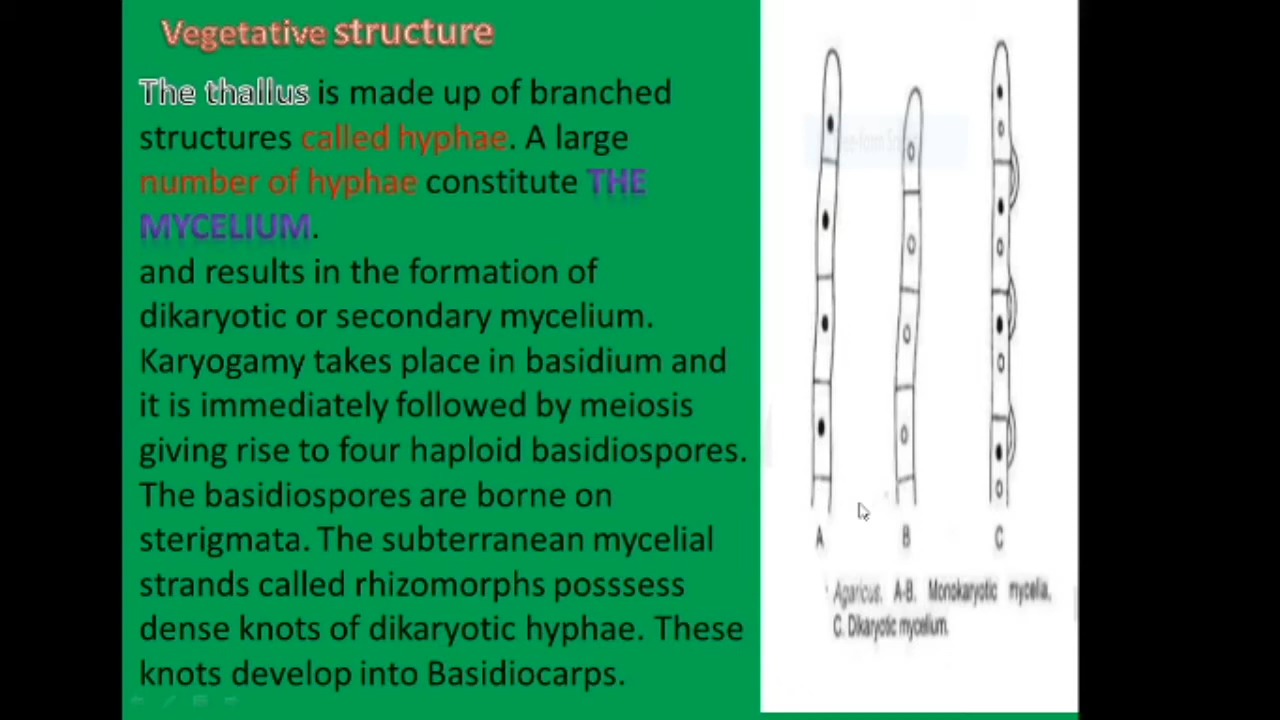 Vegetative structure
The thallus is made up of branched
structures called hyphae. A large
number of hyphae constitute THE
MYCELIUM.
and results in the formation of
dikaryotic or secondary mycelium.
Karyogamy takes place in basidium and
it is immediately followed by meiosis
giving rise to four haploid basidiospores.
The basidiospores are borne on
sterigmata. The subterranean mycelial
strands called rhizomorphs posssess
dense knots of dikaryotic hyphae. These
knots develop into Basidiocarps.
A B C
Agaricus. A-B. Monokaryotic mycelia,
C. Dikaryotic mycelium.